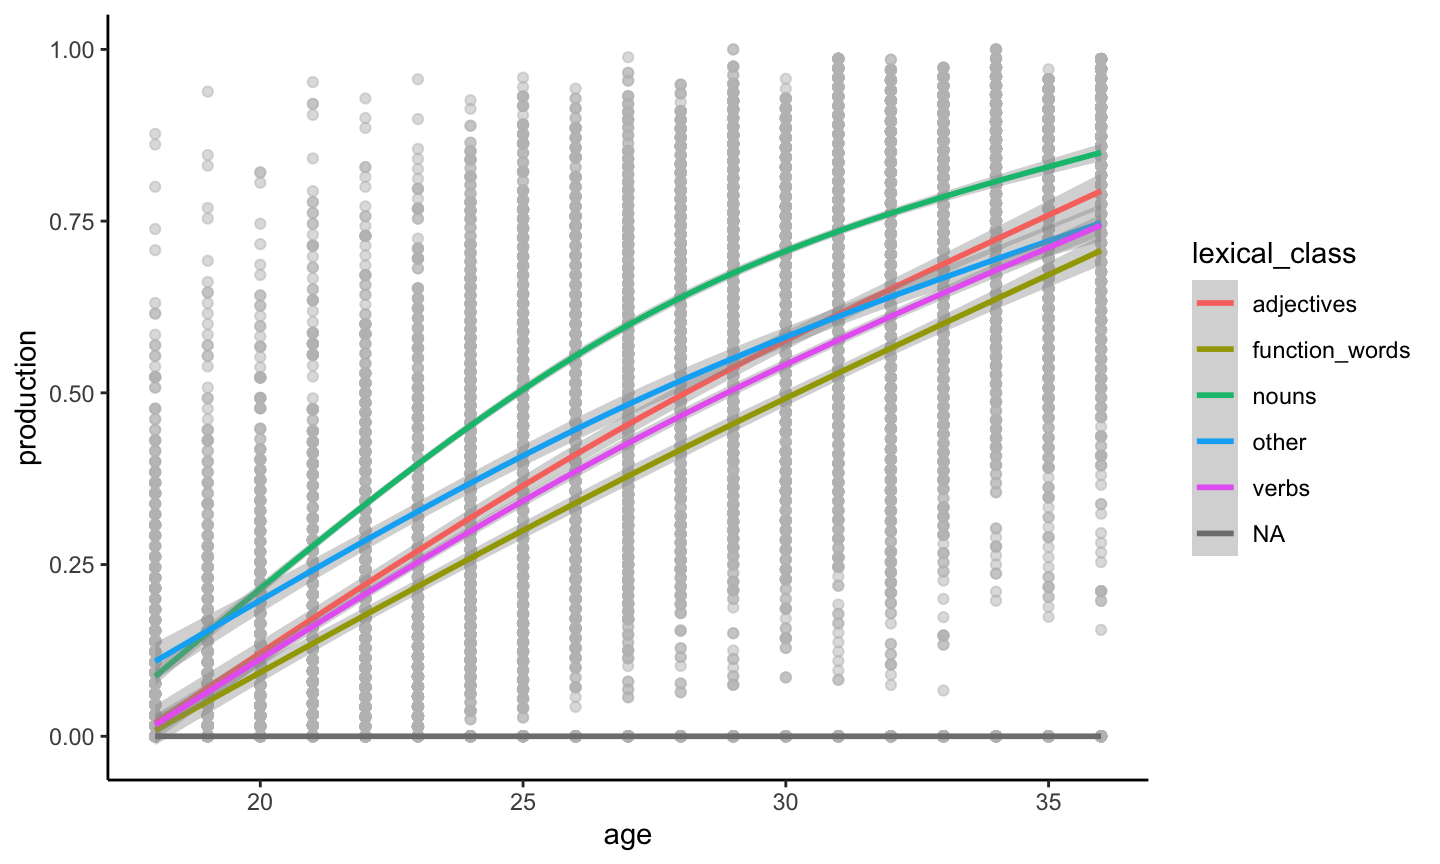 1.00
0.75
0.50
0.25
0.00
production
20 25 30 35
age
lexical_class
adjectives
function_words
nouns
other
verbs
NA